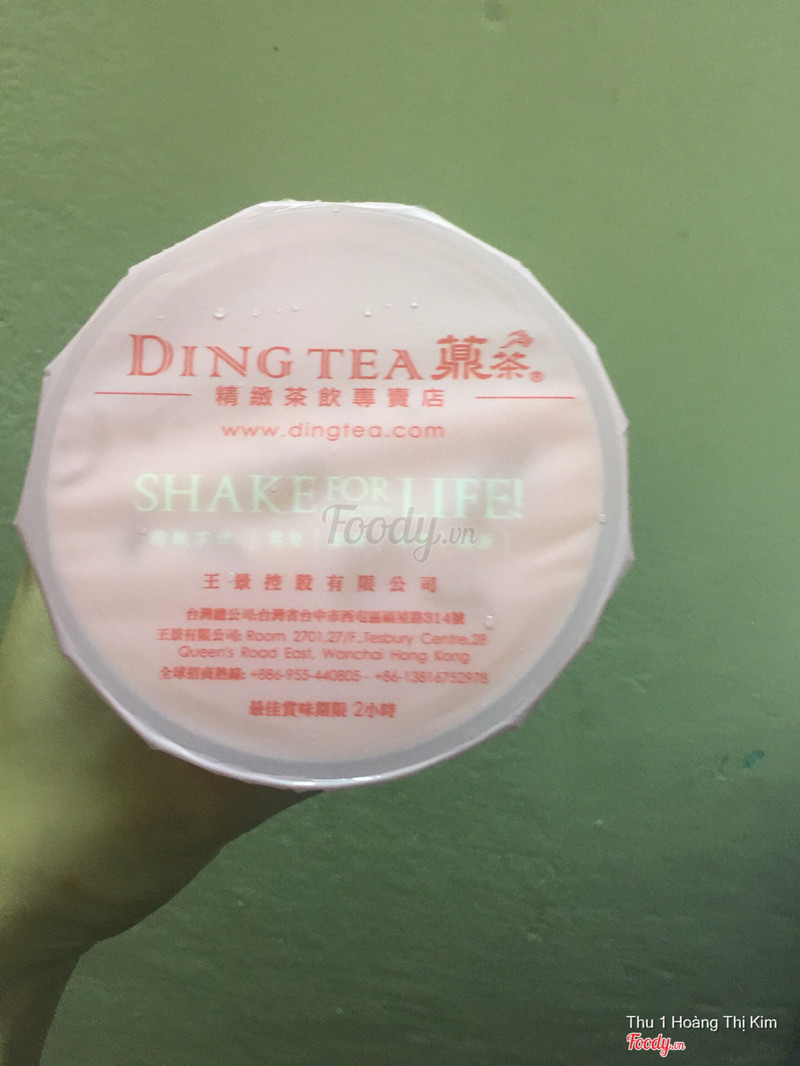 DING TEA 薡茶®
精緻茶飲專賣店
www.dingtea.com
SHAKE FOR LIFE!
Foody.vn
王景控股有限公司
台灣總公司:台灣省台中市西屯區福星路314號
王景有限公司: Room 2701,27/F.,Tesbury Centre,28
Queen's Road East, Wanchai Hong Kong
全球招商熱線: +886-955-440805 · +86-13816752978
最佳賞味期限 2小時
Thu 1 Hoàng Thị Kim
Foody.vn